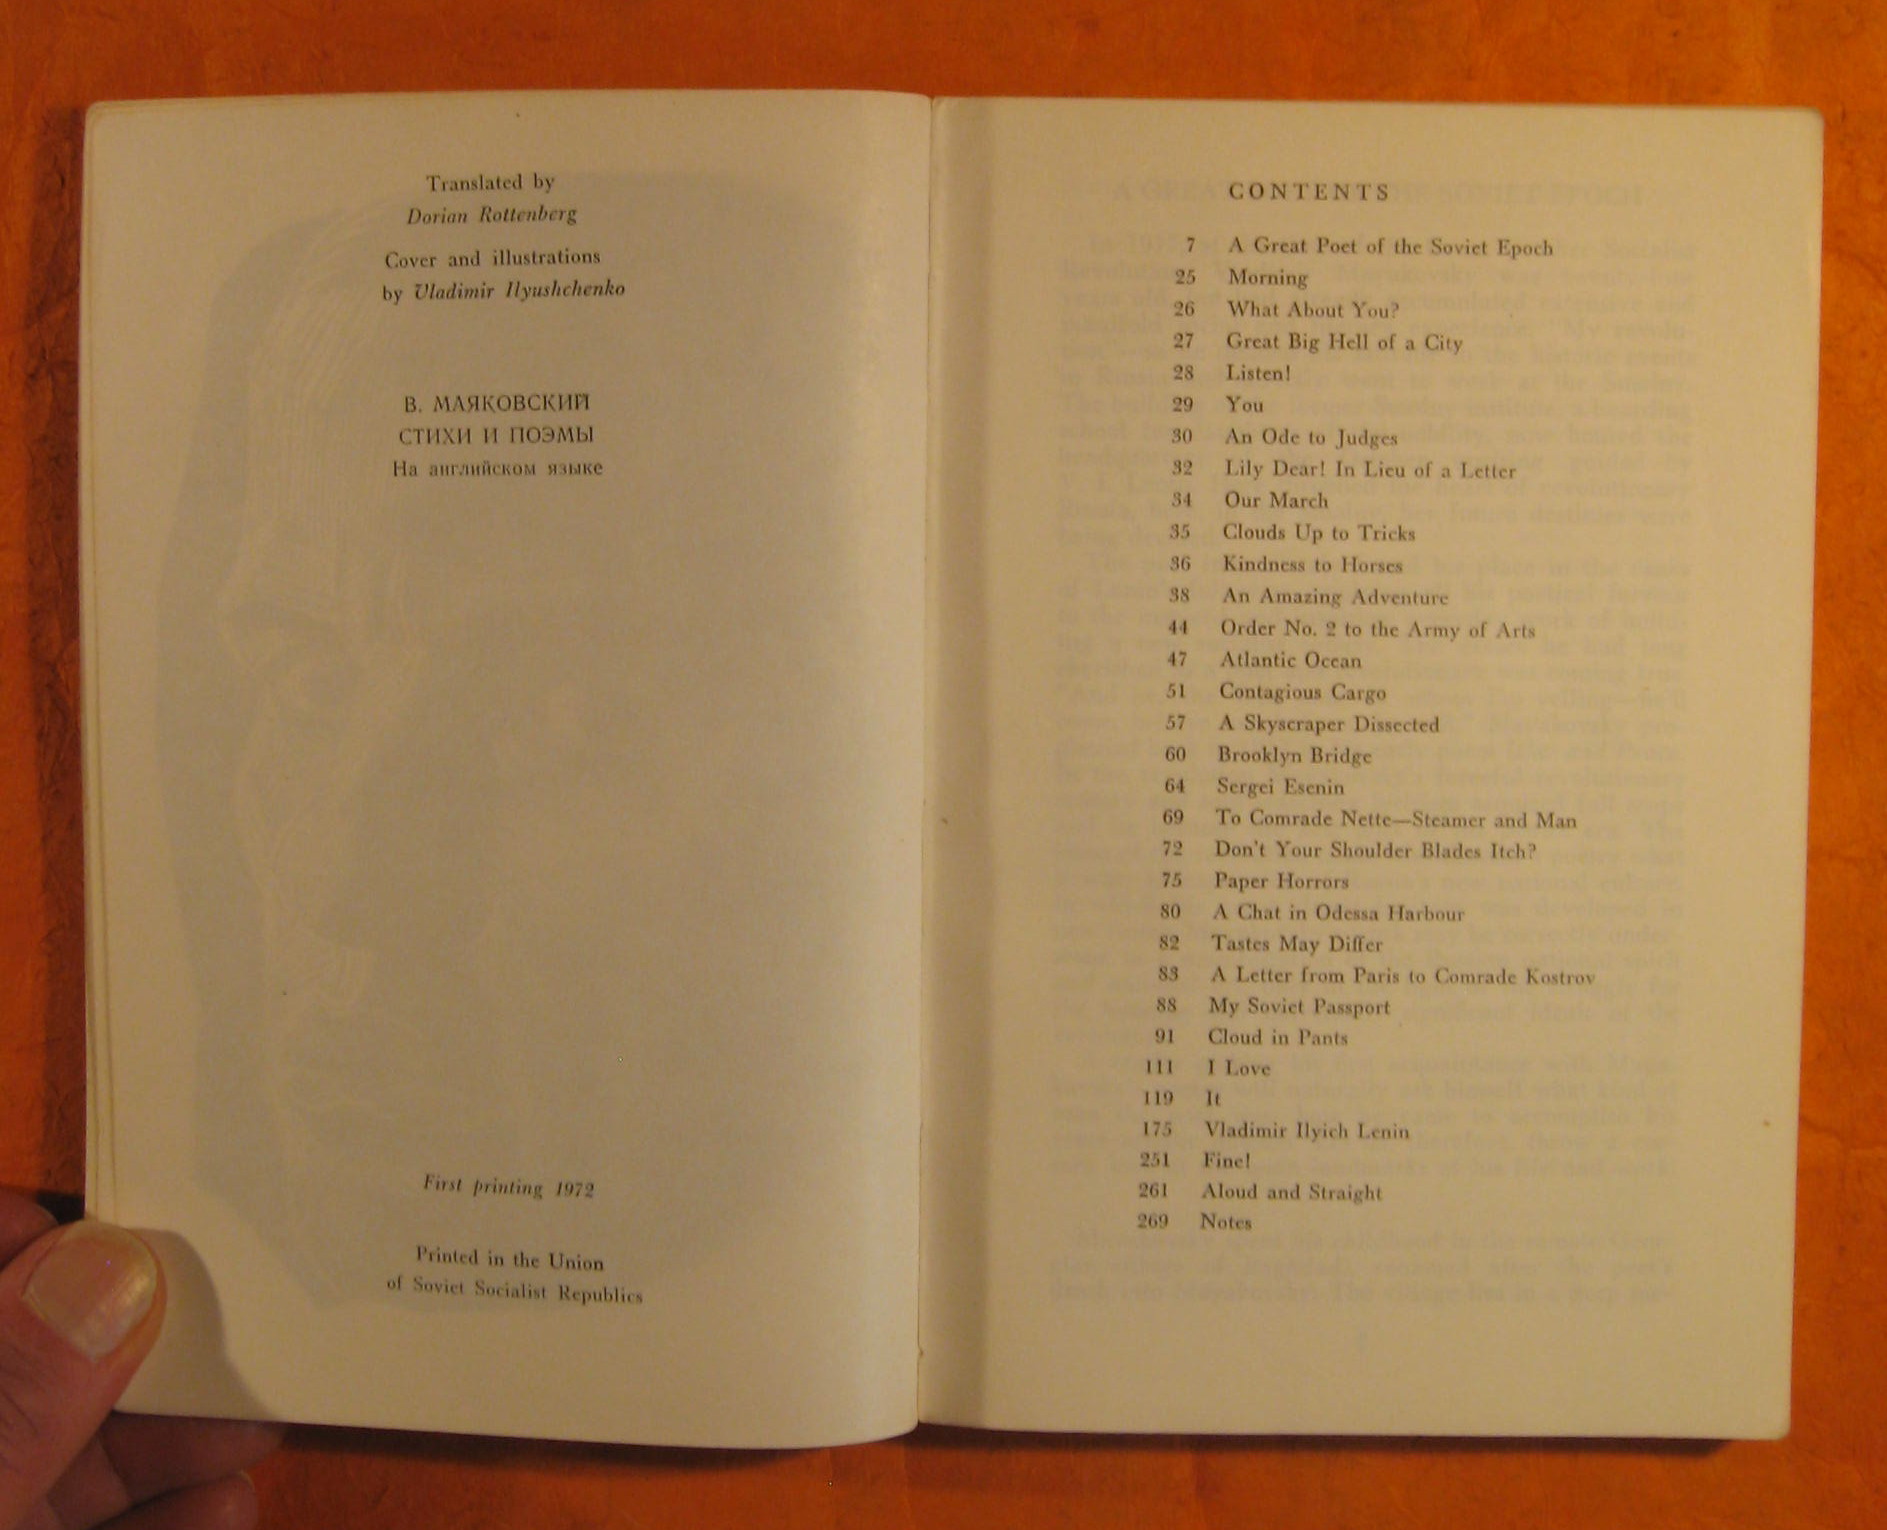 Translated by
Dorian Rottenberg
Cover and illustrations
by Vladimir Ilyushchenko
В. МАЯКОВСКИЙ
СТИХИ И ПОЭМЫ
На английском языке
First printing 1972
Printed in the Union
of Soviet Socialist Republics
CONTENTS
7 A Great Poet of the Soviet Epoch
25 Morning
26 What About You?
27 Great Big Hell of a City
28 Listen!
29 You
30 An Ode to Judges
32 Lily Dear! In Lieu of a Letter
34 Our March
35 Clouds Up to Tricks
36 Kindness to Horses
38 An Amazing Adventure
44 Order No. 2 to the Army of Arts
47 Atlantic Ocean
51 Contagious Cargo
57 A Skyscraper Dissected
60 Brooklyn Bridge
64 Sergei Esenin
69 To Comrade Nette—Steamer and Man
72 Don't Your Shoulder Blades Itch?
75 Paper Horrors
80 A Chat in Odessa Harbour
82 Tastes May Differ
83 A Letter from Paris to Comrade Kostrov
88 My Soviet Passport
91 Cloud in Pants
111 I Love
119 It
175 Vladimir Ilyich Lenin
251 Fine!
261 Aloud and Straight
269 Notes